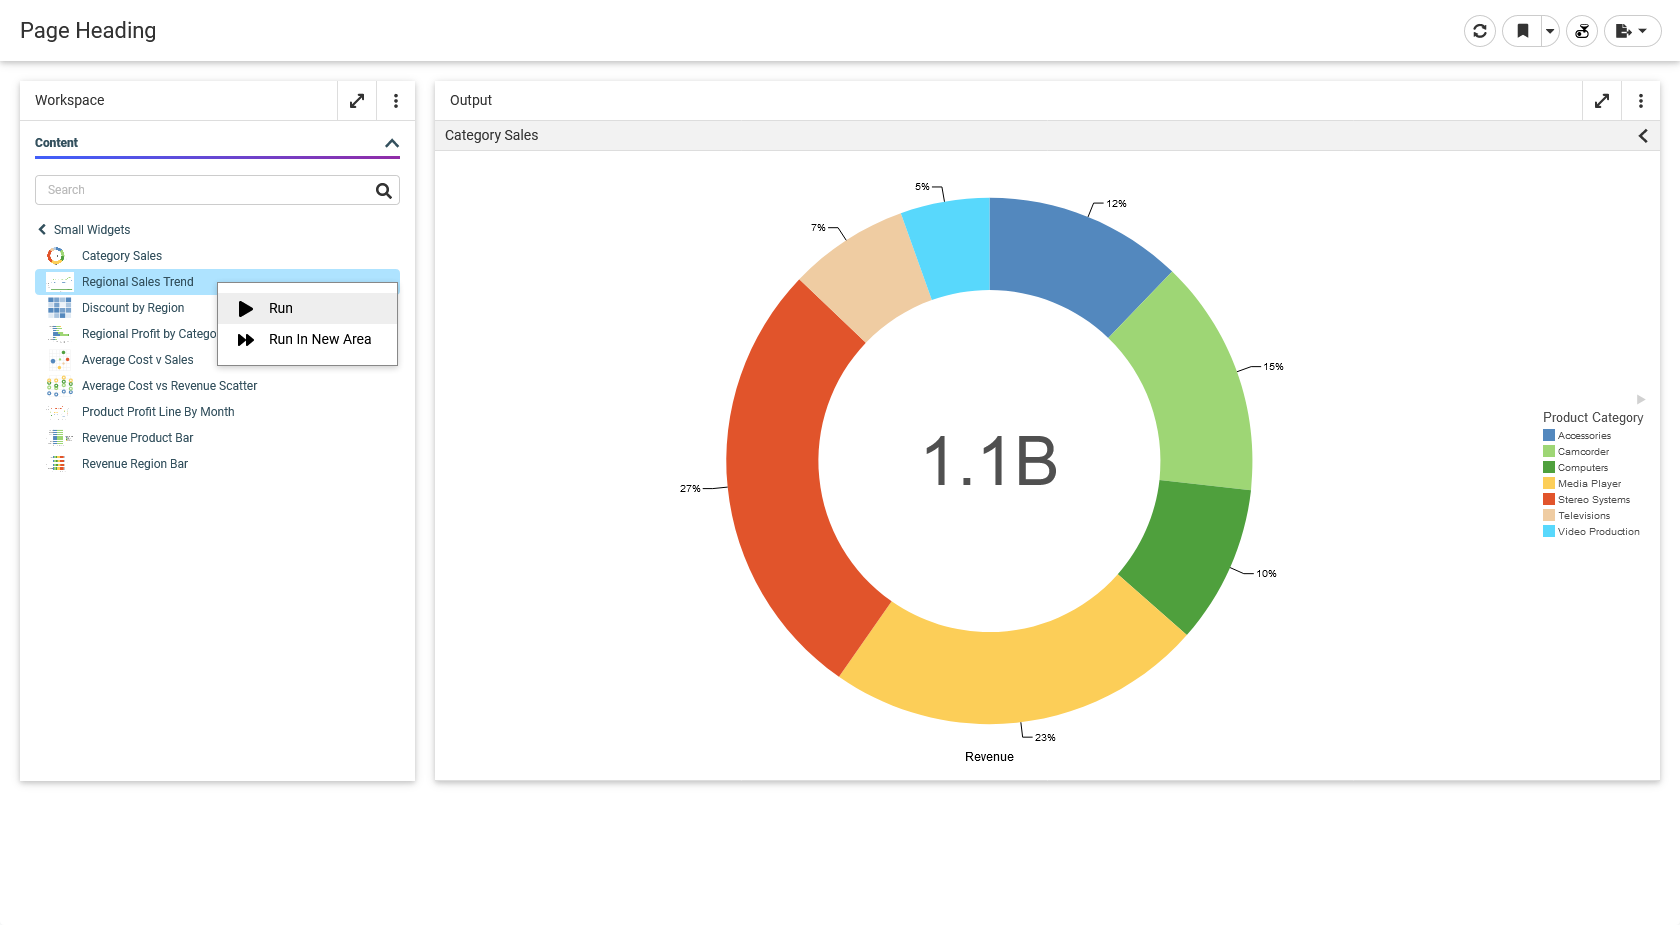 Page Heading
Workspace
Content
Search
Small Widgets
Category Sales
Regional Sales Trend
Discount by Region
Regional Profit by Catego
Average Cost v Sales
Average Cost vs Revenue Scatter
Product Profit Line By Month
Revenue Product Bar
Revenue Region Bar
Run
Run In New Area
Output
Category Sales
5%
12%
7%
15%
27%
1.1B
10%
23%
Revenue
Product Category
Accessories
Camcorder
Computers
Media Player
Stereo Systems
Televisions
Video Production